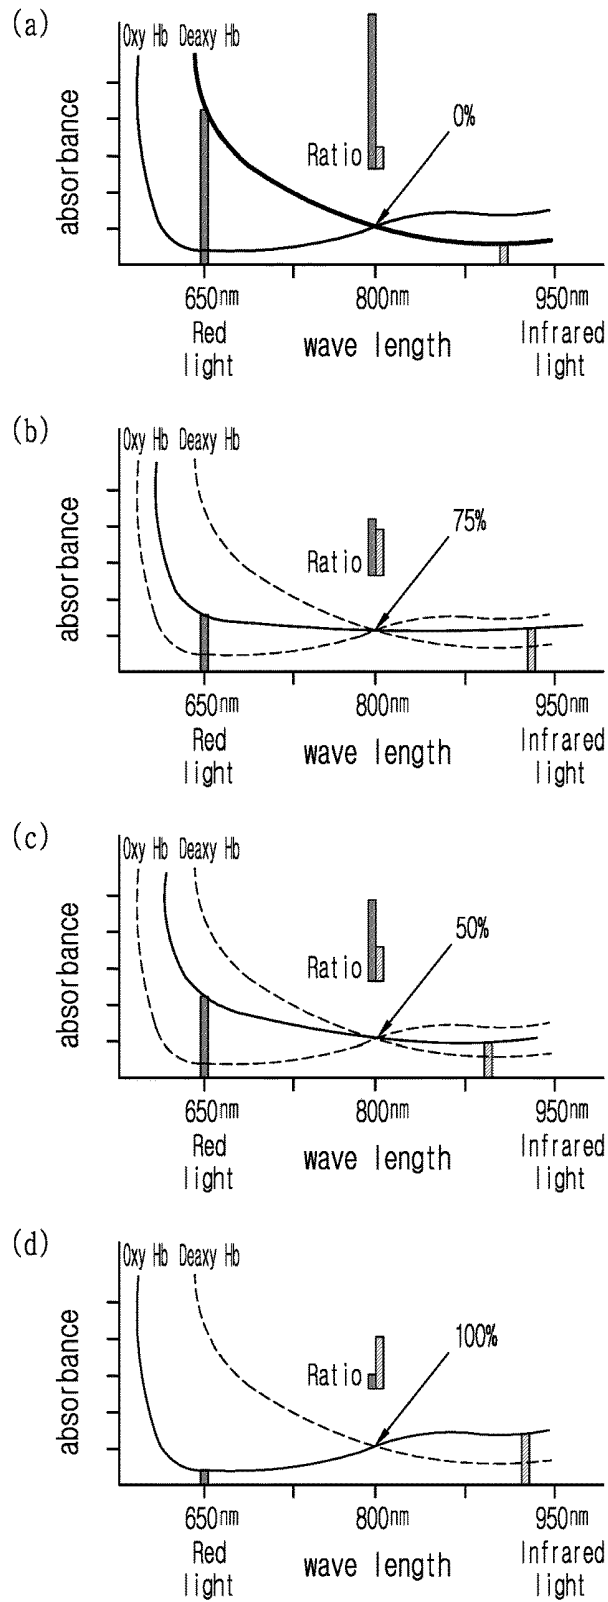 (a)
Oxy Hb Deaxy Hb
absorbance
Ratio
0%
650nm 800nm 950nm
Red wave length Infrared
light light
(b)
Oxy Hb Deaxy Hb
absorbance
Ratio
75%
650nm 800nm 950nm
Red wave length Infrared
light light
(c)
Oxy Hb Deaxy Hb
absorbance
Ratio
50%
650nm 800nm 950nm
Red wave length Infrared
light light
(d)
Oxy Hb Deaxy Hb
absorbance
Ratio
100%
650nm 800nm 950nm
Red wave length Infrared
light light